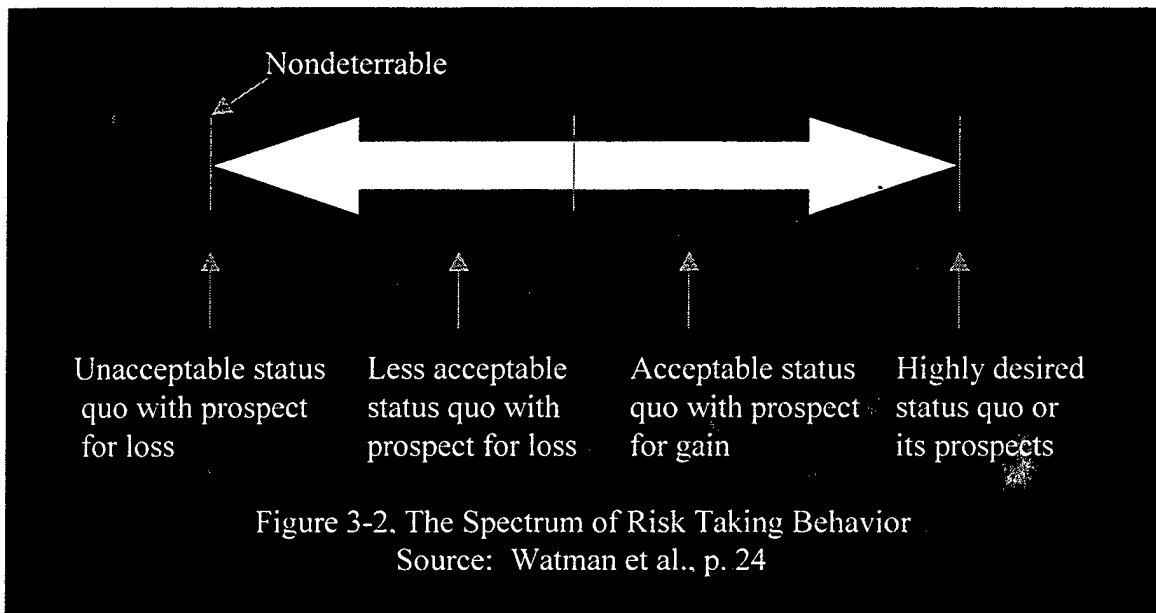 Nondeterrable
Unacceptable status
quo with prospect
for loss
Less acceptable
status quo with
prospect for loss
Acceptable status
quo with prospect
for gain
Highly desired
status quo or
its prospects
Figure 3-2. The Spectrum of Risk Taking Behavior
Source: Watman et al., p. 24